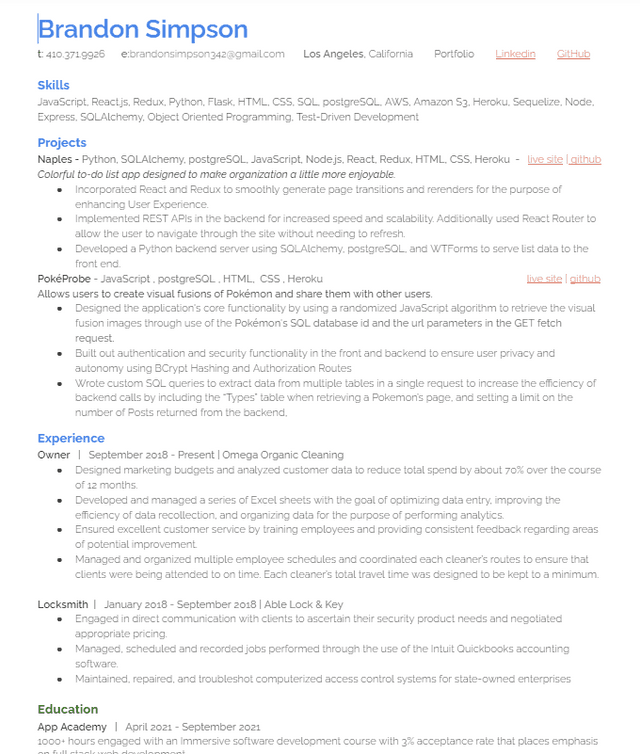 Brandon Simpson
t: 410.371.9926 e:brandonsimpson342@gmail.com Los Angeles, California Portfolio Linkedin GitHub
Skills
JavaScript, React.js, Redux, Python, Flask, HTML, CSS, SQL, postgreSQL, AWS, Amazon S3, Heroku, Sequelize, Node,
Express, SQLAlchemy, Object Oriented Programming, Test-Driven Development
Projects
Naples - Python, SQLAlchemy, postgreSQL, JavaScript, Node.js, React, Redux, HTML, CSS, Heroku - live site | github
Colorful to-do list app designed to make organization a little more enjoyable.
● Incorporated React and Redux to smoothly generate page transitions and rerenders for the purpose of
enhancing User Experience.
● Implemented REST APIs in the backend for increased speed and scalability. Additionally used React Router to
allow the user to navigate through the site without needing to refresh.
● Developed a Python backend server using SQLAlchemy, postgreSQL, and WTForms to serve list data to the
front end.
PokéProbe - JavaScript , postgreSQL , HTML, CSS , Heroku live site | github
Allows users to create visual fusions of Pokémon and share them with other users.
● Designed the application's core functionality by using a randomized JavaScript algorithm to retrieve the visual
fusion images through use of the Pokémon's SQL database id and the url parameters in the GET fetch
request.
● Built out authentication and security functionality in the front and backend to ensure user privacy and
autonomy using BCrypt Hashing and Authorization Routes
● Wrote custom SQL queries to extract data from multiple tables in a single request to increase the efficiency of
backend calls by including the "Types" table when retrieving a Pokemon's page, and setting a limit on the
number of Posts returned from the backend,
Experience
Owner | September 2018 - Present | Omega Organic Cleaning
● Designed marketing budgets and analyzed customer data to reduce total spend by about 70% over the course
of 12 months.
● Developed and managed a series of Excel sheets with the goal of optimizing data entry, improving the
efficiency of data recollection, and organizing data for the purpose of performing analytics.
● Ensured excellent customer service by training employees and providing consistent feedback regarding areas
of potential improvement.
● Managed and organized multiple employee schedules and coordinated each cleaner's routes to ensure that
clients were being attended to on time. Each cleaner's total travel time was designed to be kept to a minimum.
Locksmith | January 2018 - September 2018 | Able Lock & Key
● Engaged in direct communication with clients to ascertain their security product needs and negotiated
appropriate pricing.
● Managed, scheduled and recorded jobs performed through the use of the Intuit Quickbooks accounting
software.
● Maintained, repaired, and troubleshot computerized access control systems for state-owned enterprises
Education
App Academy | April 2021 - September 2021
1000+ hours engaged with an Immersive software development course with 3% acceptance rate that places emphasis
on full stack web development.